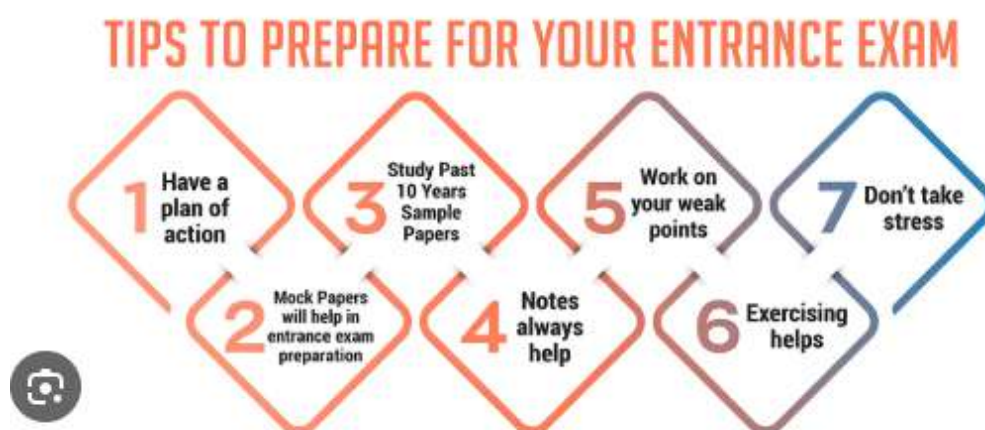 TIPS TO PREPARE FOR YOUR ENTRANCE EXAM
1
Have a
plan of
action
2
Mock Papers
will help in
entrance exam
preparation
3
Study Past
10 Years
Sample
Papers
4
Notes
always
help
5
Work on
your weak
points
6
Exercising
helps
7
Don't take
stress